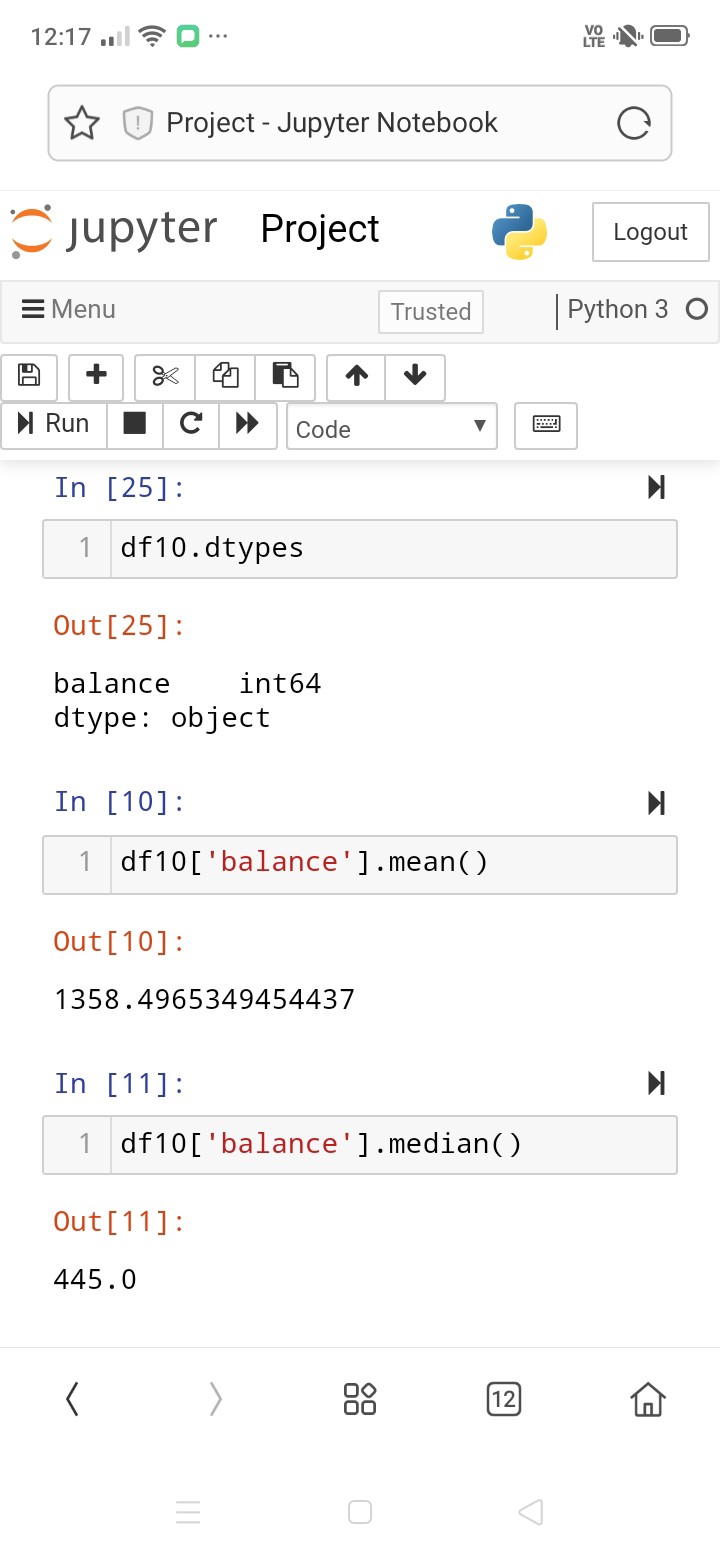 12:17
VO
LTE
Project - Jupyter Notebook
jupyter Project Logout
Menu Trusted Python 3
Run Code
In [25]:
1 df10.dtypes
Out[25]:
balance    int64
dtype: object
In [10]:
1 df10['balance'].mean()
Out[10]:
1358.4965349454437
In [11]:
1 df10['balance'].median()
Out[11]:
445.0
12